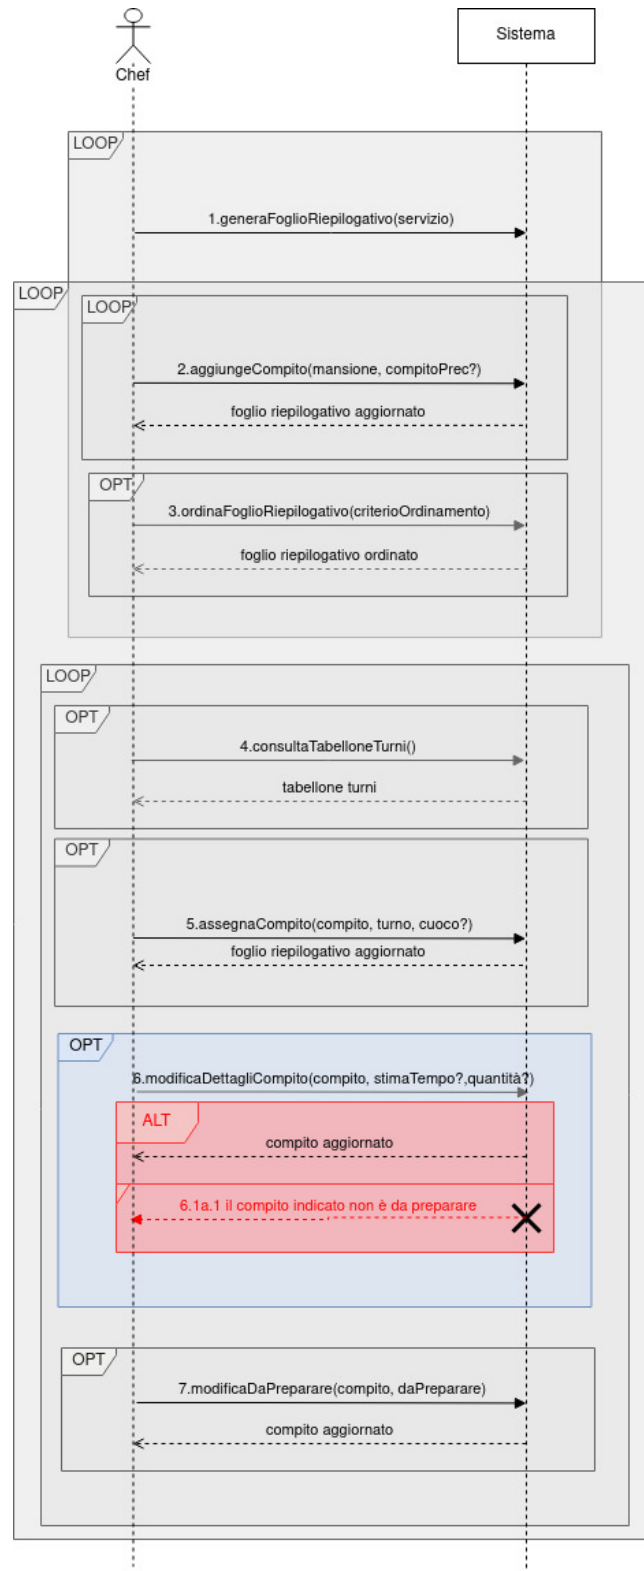 Sistema
Chef
LOOP
1.generaFoglioRiepilogativo(servizio)
LOOP
LOOP
2.aggiungeCompito(mansione, compitoPrec?)
foglio riepilogativo aggiornato
OPT
3.ordinaFoglioRiepilogativo(criterioOrdinamento)
foglio riepilogativo ordinato
LOOP
OPT
4.consultaTabelloneTurni()
tabellone turni
OPT
5.assegnaCompito(compito, turno, cuoco?)
foglio riepilogativo aggiornato
OPT
6.modificaDettagliCompito(compito, stimaTempo?,quantità?)
ALT
compito aggiornato
6.1a.1 il compito indicato non è da preparare
OPT
7.modificaDaPreparare(compito, daPreparare)
compito aggiornato